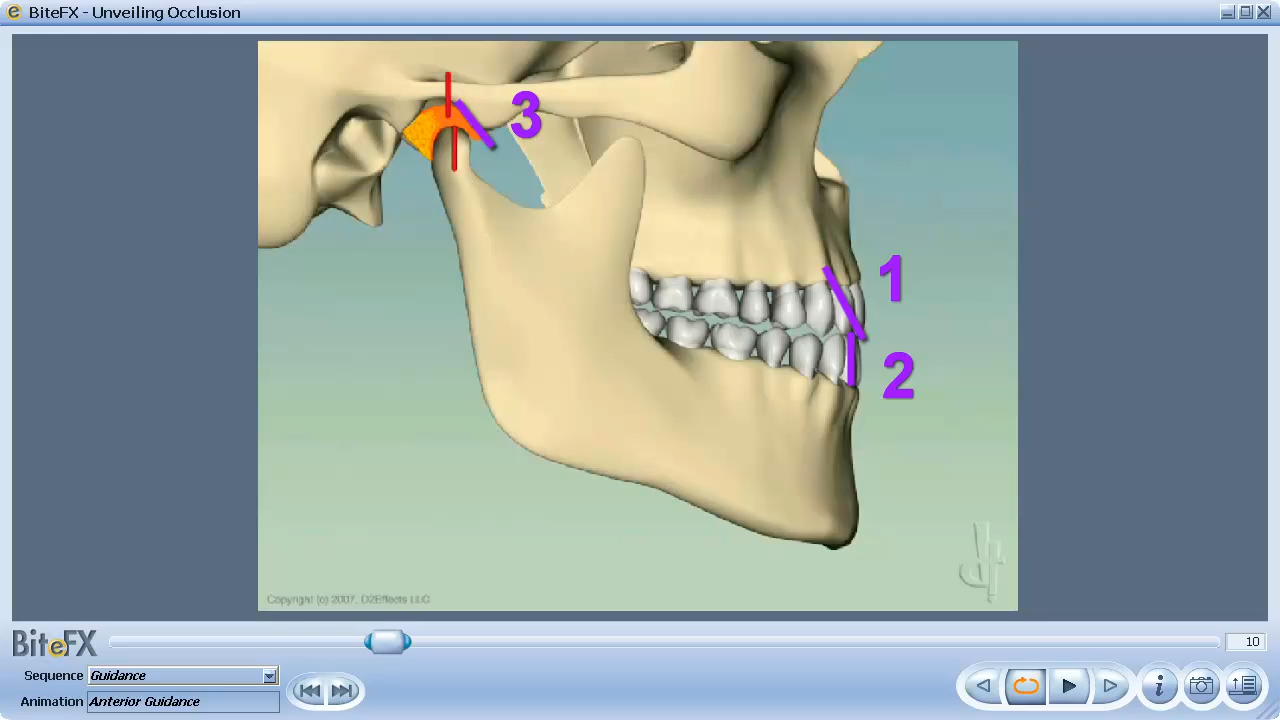 BiteFX - Unveiling Occlusion
3
1
2
Copyright (c) 2007, D2Effects LLC
BiteFX
10
Sequence Guidance
Animation Anterior Guidance